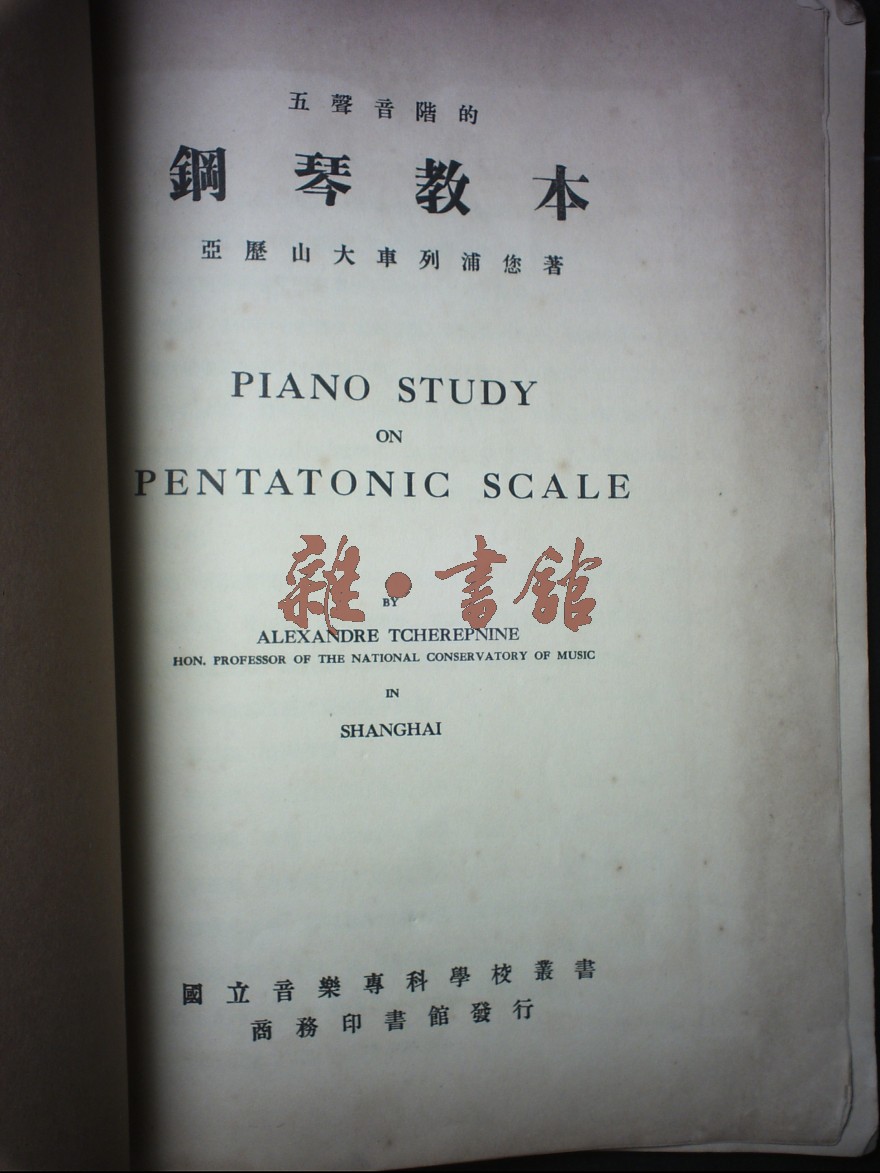 五聲音階的
鋼琴教本
亞歷山大車列浦您著
PIANO STUDY
ON
PENTATONIC SCALE
雜•書館
BY
ALEXANDRE TCHEREPNINE
HON. PROFESSOR OF THE NATIONAL CONSERVATORY OF MUSIC
IN
SHANGHAI
國立音樂專科學校叢書
商務印書館發行